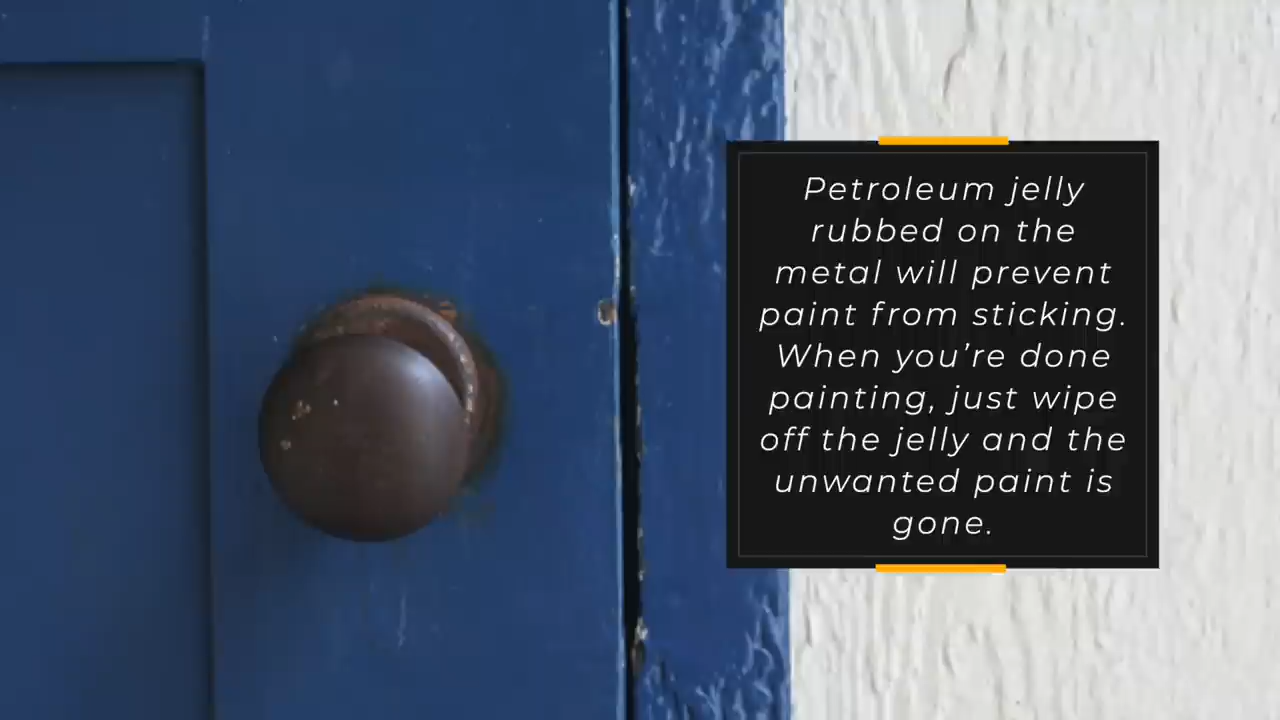 Petroleum jelly
rubbed on the
metal will prevent
paint from sticking.
When you’re done
painting, just wipe
off the jelly and the
unwanted paint is
gone.